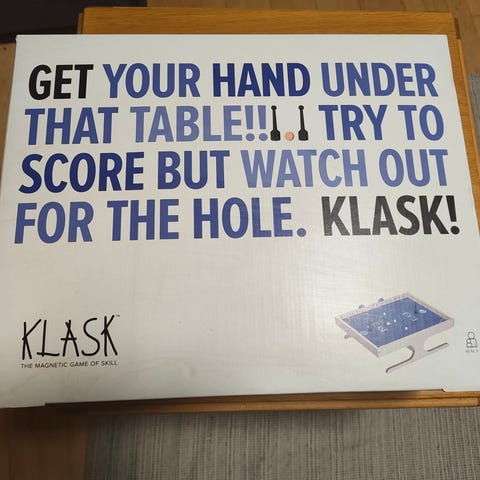 GET YOUR HAND UNDER
THAT TABLE!! TRY TO
SCORE BUT WATCH OUT
FOR THE HOLE. KLASK!
KLASK™
THE MAGNETIC GAME OF SKILL